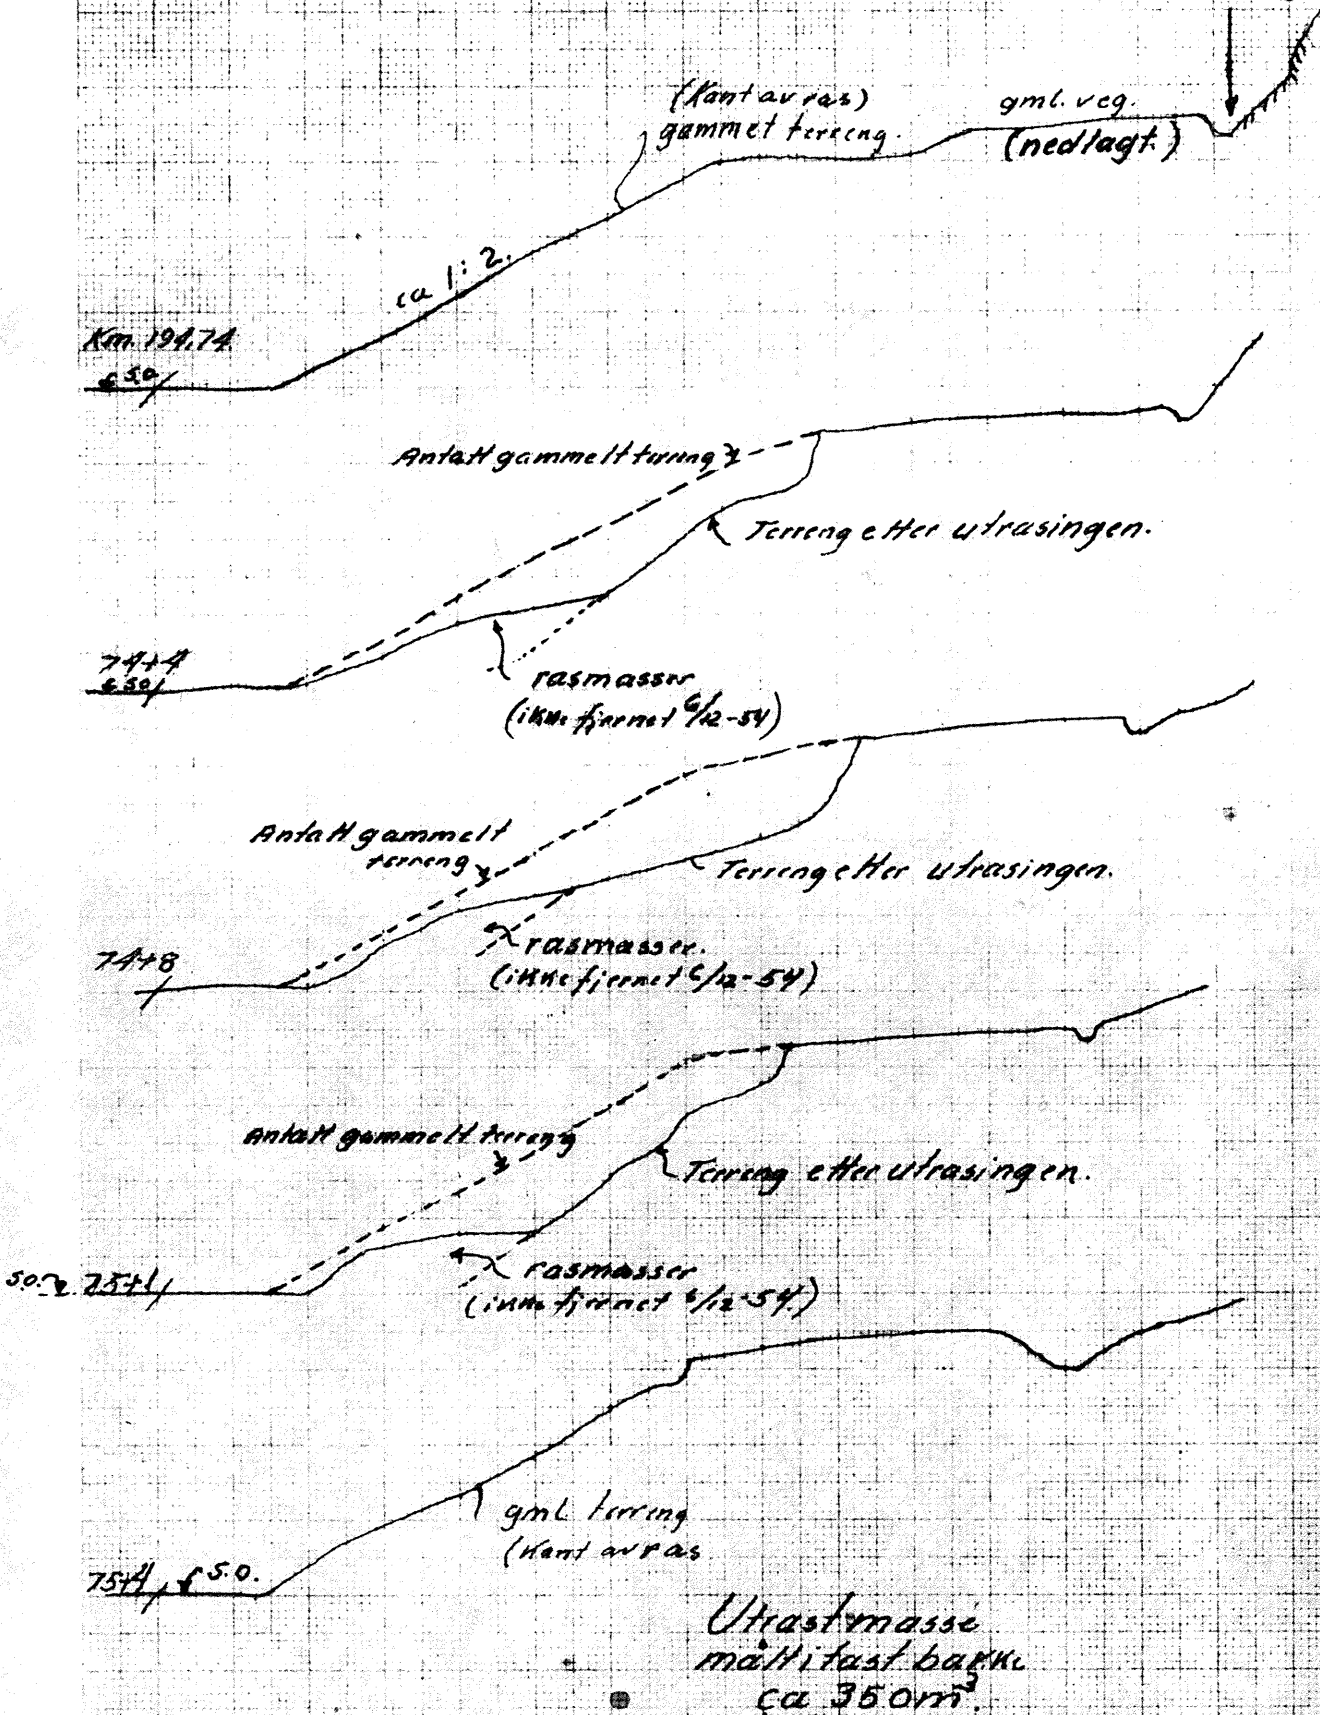 (Kant av ras)
gammelt terreng.
gml. veg.
(nedlagt.)
ca 1:2.
Km. 194.74
s.o.
Antatt gammelt terreng
Terreng etter utrasingen.
74+4
s.o.
rasmasser
(ikke fjernet 6/12-54)
Antatt gammelt
terreng
Terreng etter utrasingen.
74+8
rasmasser.
(ikke fjernet 6/12-54)
Antatt gammelt terreng
Terreng etter utrasingen.
s.o. 75+1
rasmasser
(ikke fjernet 6/12-54.)
gml terreng
(Kant av ras
75+4 s.o.
Utrast masse
målt i fast bakke
ca 350m³.